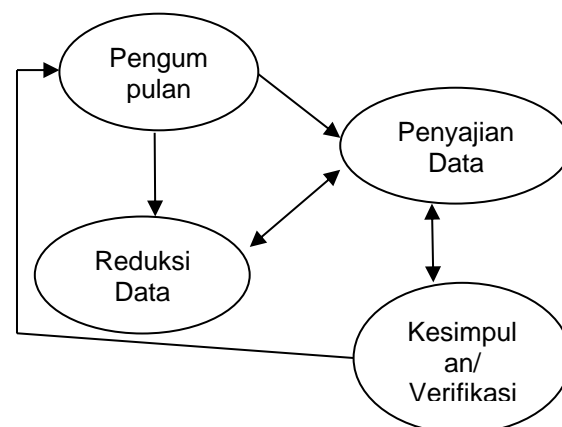 Pengum
pulan
Penyajian
Data
Reduksi
Data
Kesimpul
an/
Verifikasi